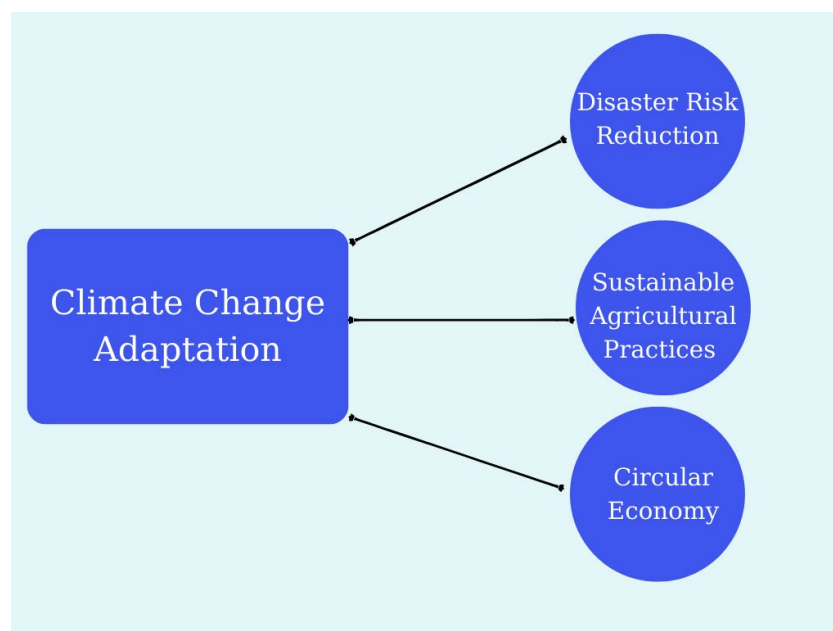 Climate Change
Adaptation
Disaster Risk
Reduction
Sustainable
Agricultural
Practices
Circular
Economy